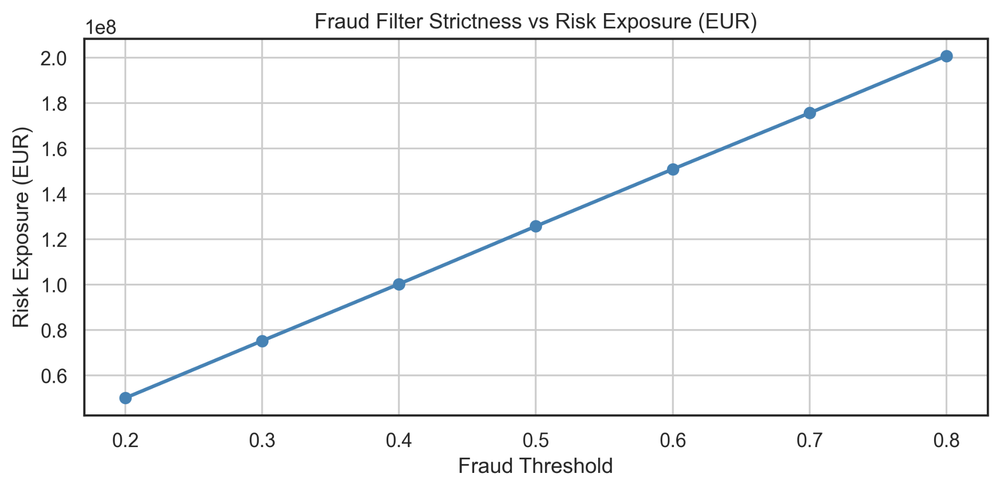 Fraud Filter Strictness vs Risk Exposure (EUR)
1e8
2.0
1.8
1.6
1.4
1.2
1.0
0.8
0.6
Risk Exposure (EUR)
0.2 0.3 0.4 0.5 0.6 0.7 0.8
Fraud Threshold